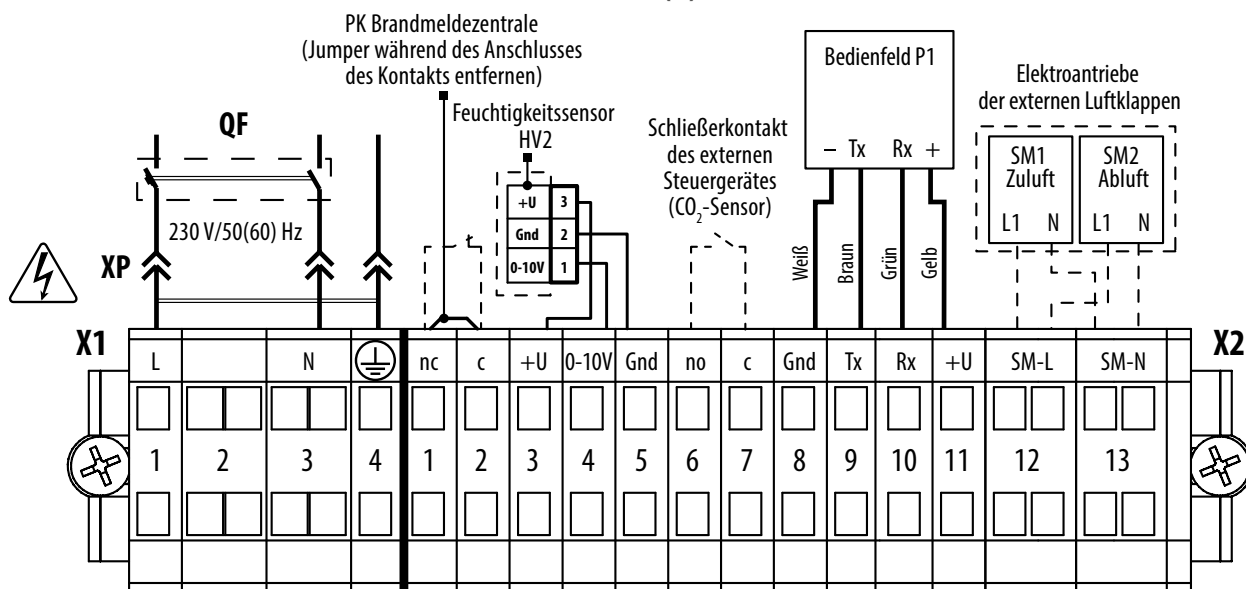 PK Brandmeldezentrale
(Jumper während des Anschlusses
des Kontakts entfernen)
QF
230 V/50(60) Hz
XP
Feuchtigkeitssensor
HV2
+U 3
Gnd 2
0-10V 1
Schließerkontakt
des externen
Steuergerätes
(CO₂-Sensor)
Bedienfeld P1
– Tx Rx +
Weiß
Braun
Grün
Gelb
Elektroantriebe
der externen Luftklappen
SM1
Zuluft
L1 N
SM2
Abluft
L1 N
X1
X2
L N nc c +U 0-10V Gnd no c Gnd Tx Rx +U SM-L SM-N
1 2 3 4 1 2 3 4 5 6 7 8 9 10 11 12 13